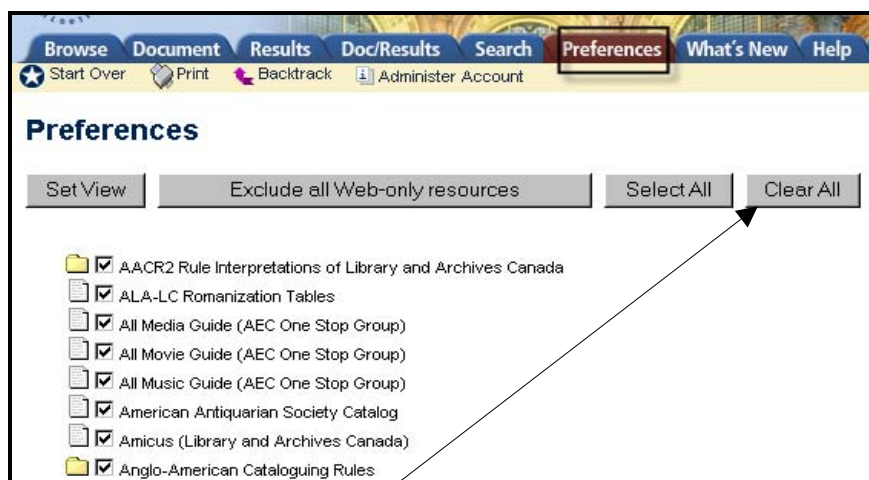 Browse Document Results Doc/Results Search Preferences What's New Help
Start Over Print Backtrack Administer Account
Preferences
Set View Exclude all Web-only resources Select All Clear All
AACR2 Rule Interpretations of Library and Archives Canada
ALA-LC Romanization Tables
All Media Guide (AEC One Stop Group)
All Movie Guide (AEC One Stop Group)
All Music Guide (AEC One Stop Group)
American Antiquarian Society Catalog
Amicus (Library and Archives Canada)
Anglo-American Cataloguing Rules